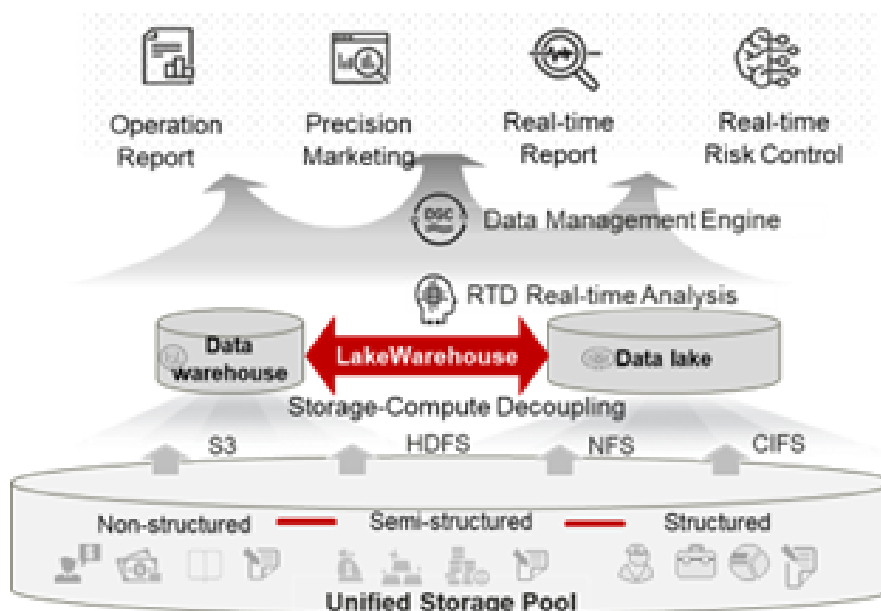 Operation
Report
Precision
Marketing
Real-time
Report
Real-time
Risk Control
DGC
Data Management Engine
RTD Real-time Analysis
Data
warehouse
LakeWarehouse
Data lake
Storage-Compute Decoupling
S3
HDFS
NFS
CIFS
Non-structured
Semi-structured
Structured
Unified Storage Pool